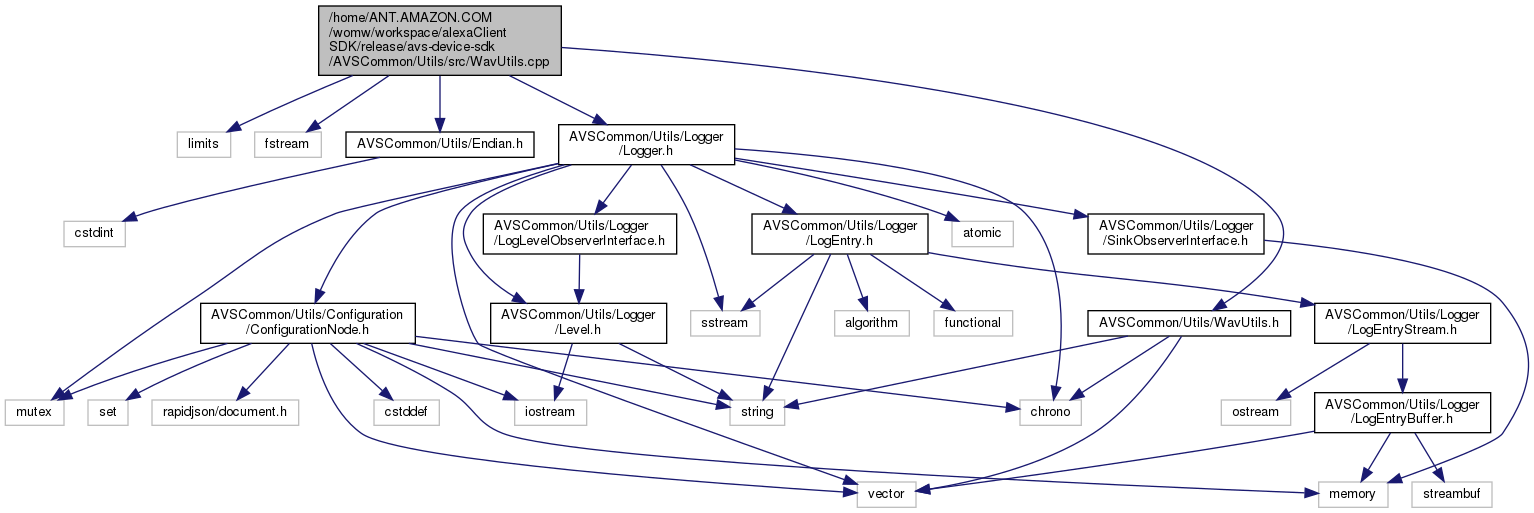 /home/ANT.AMAZON.COM
/womw/workspace/alexaClient
SDK/release/avs-device-sdk
/AVSCommon/Utils/src/WavUtils.cpp
limits
fstream
AVSCommon/Utils/Endian.h
AVSCommon/Utils/Logger
/Logger.h
cstdint
AVSCommon/Utils/Logger
/LogLevelObserverInterface.h
AVSCommon/Utils/Logger
/LogEntry.h
atomic
AVSCommon/Utils/Logger
/SinkObserverInterface.h
AVSCommon/Utils/Configuration
/ConfigurationNode.h
AVSCommon/Utils/Logger
/Level.h
sstream
algorithm
functional
AVSCommon/Utils/WavUtils.h
AVSCommon/Utils/Logger
/LogEntryStream.h
mutex
set
rapidjson/document.h
cstddef
iostream
string
chrono
ostream
AVSCommon/Utils/Logger
/LogEntryBuffer.h
vector
memory
streambuf